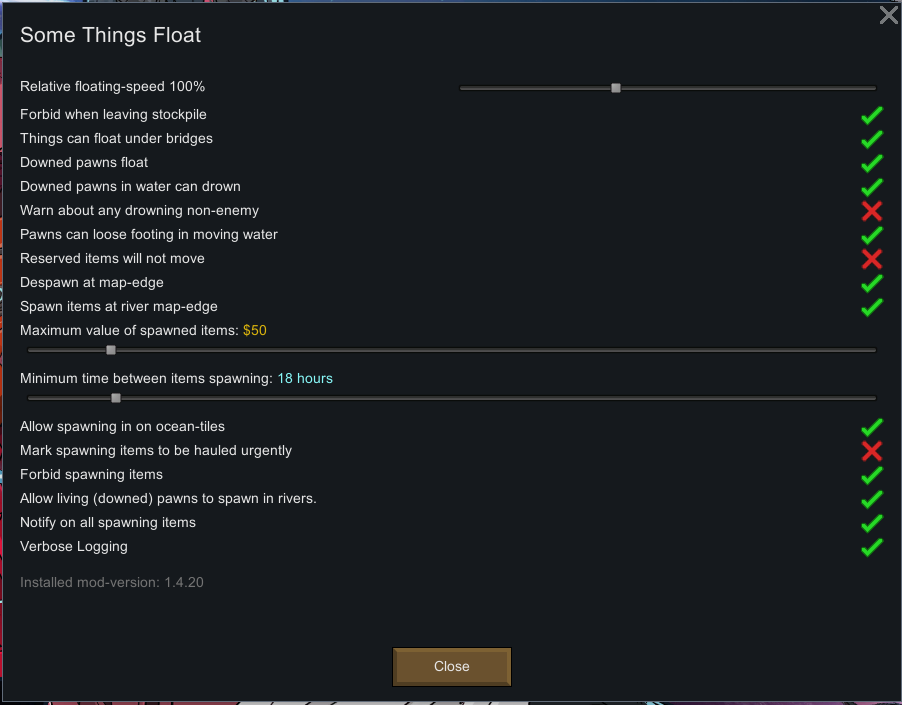 Some Things Float
Relative floating-speed 100%
Forbid when leaving stockpile
Things can float under bridges
Downed pawns float
Downed pawns in water can drown
Warn about any drowning non-enemy
Pawns can loose footing in moving water
Reserved items will not move
Despawn at map-edge
Spawn items at river map-edge
Maximum value of spawned items: $50
Minimum time between items spawning: 18 hours
Allow spawning in on ocean-tiles
Mark spawning items to be hauled urgently
Forbid spawning items
Allow living (downed) pawns to spawn in rivers.
Notify on all spawning items
Verbose Logging
Installed mod-version: 1.4.20
Close